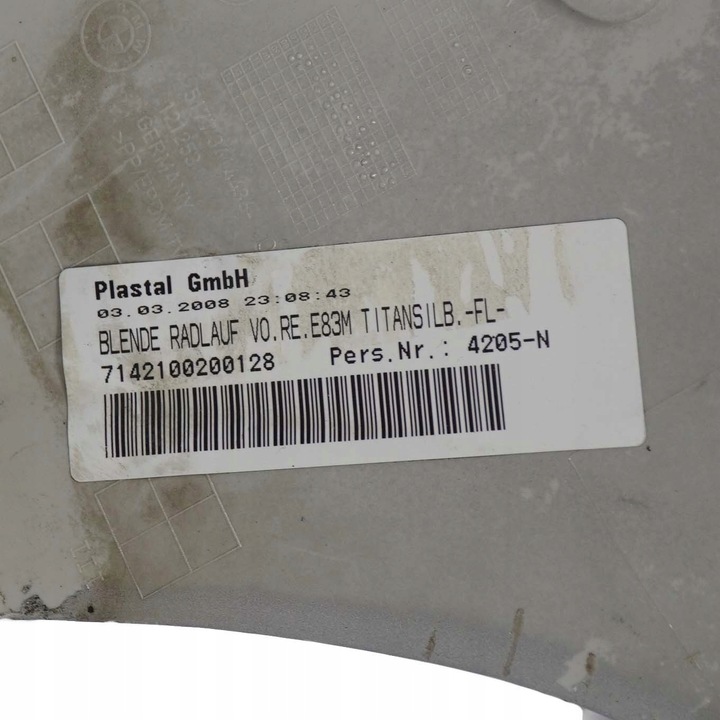 Plastal GmbH
03.03.2008 23:08:43
BLENDE RADLAUF VO.RE.E83M TITANSILB.-FL-
7142100200128 Pers.Nr.: 4205-N
GERMANY